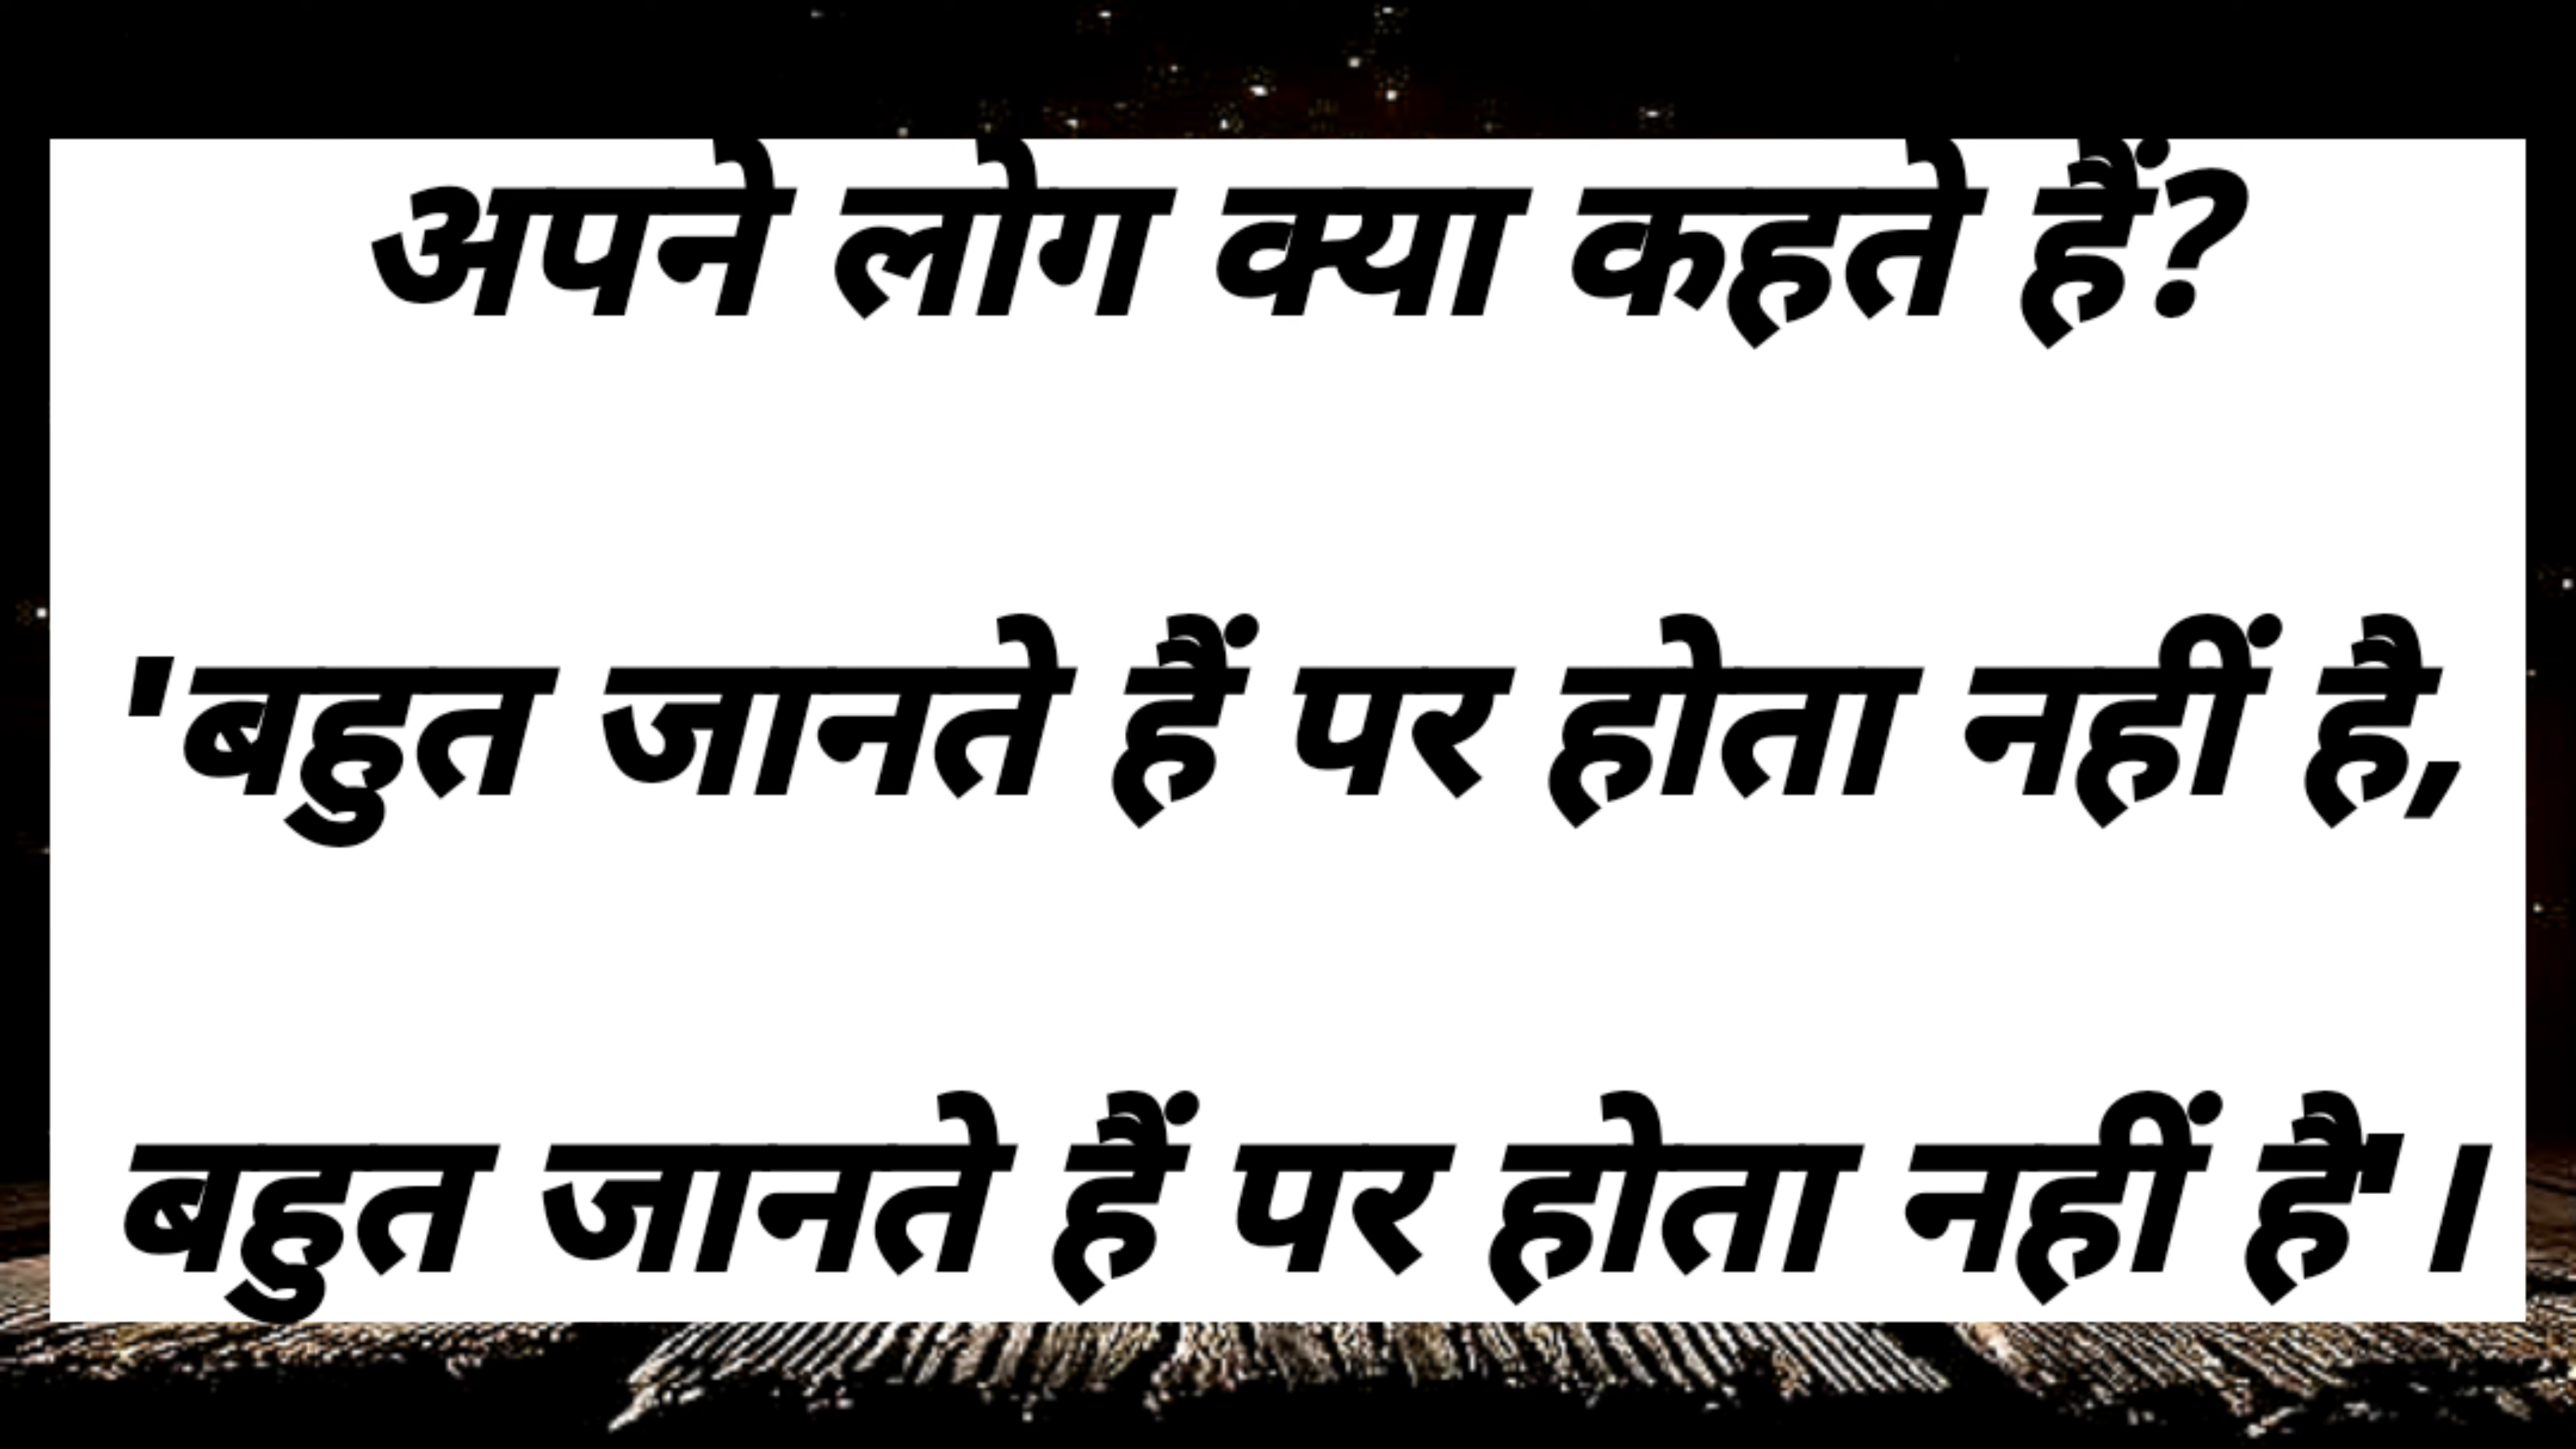 अपने लोग क्या कहते हैं?
'बहुत जानते हैं पर होता नहीं है,
बहुत जानते हैं पर होता नहीं है'।